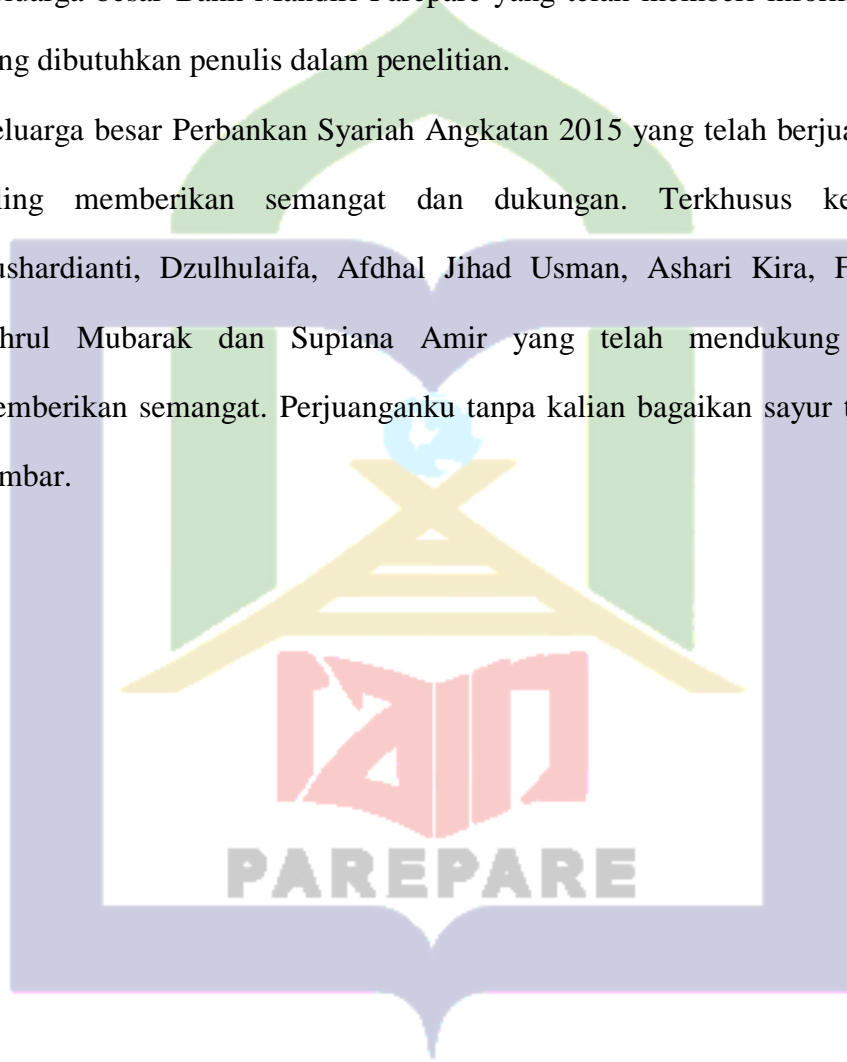 eluarga besar Bank Mandiri Parepare yang telah memberi inform
ng dibutuhkan penulis dalam penelitian.
eluarga besar Perbankan Syariah Angkatan 2015 yang telah berjua
ling memberikan semangat dan dukungan. Terkhusus ke
ushardianti, Dzulhulaifa, Afdhal Jihad Usman, Ashari Kira, F
hrul Mubarak dan Supiana Amir yang telah mendukung
emberikan semangat. Perjuanganku tanpa kalian bagaikan sayur t
mbar.
iain
PAREPARE